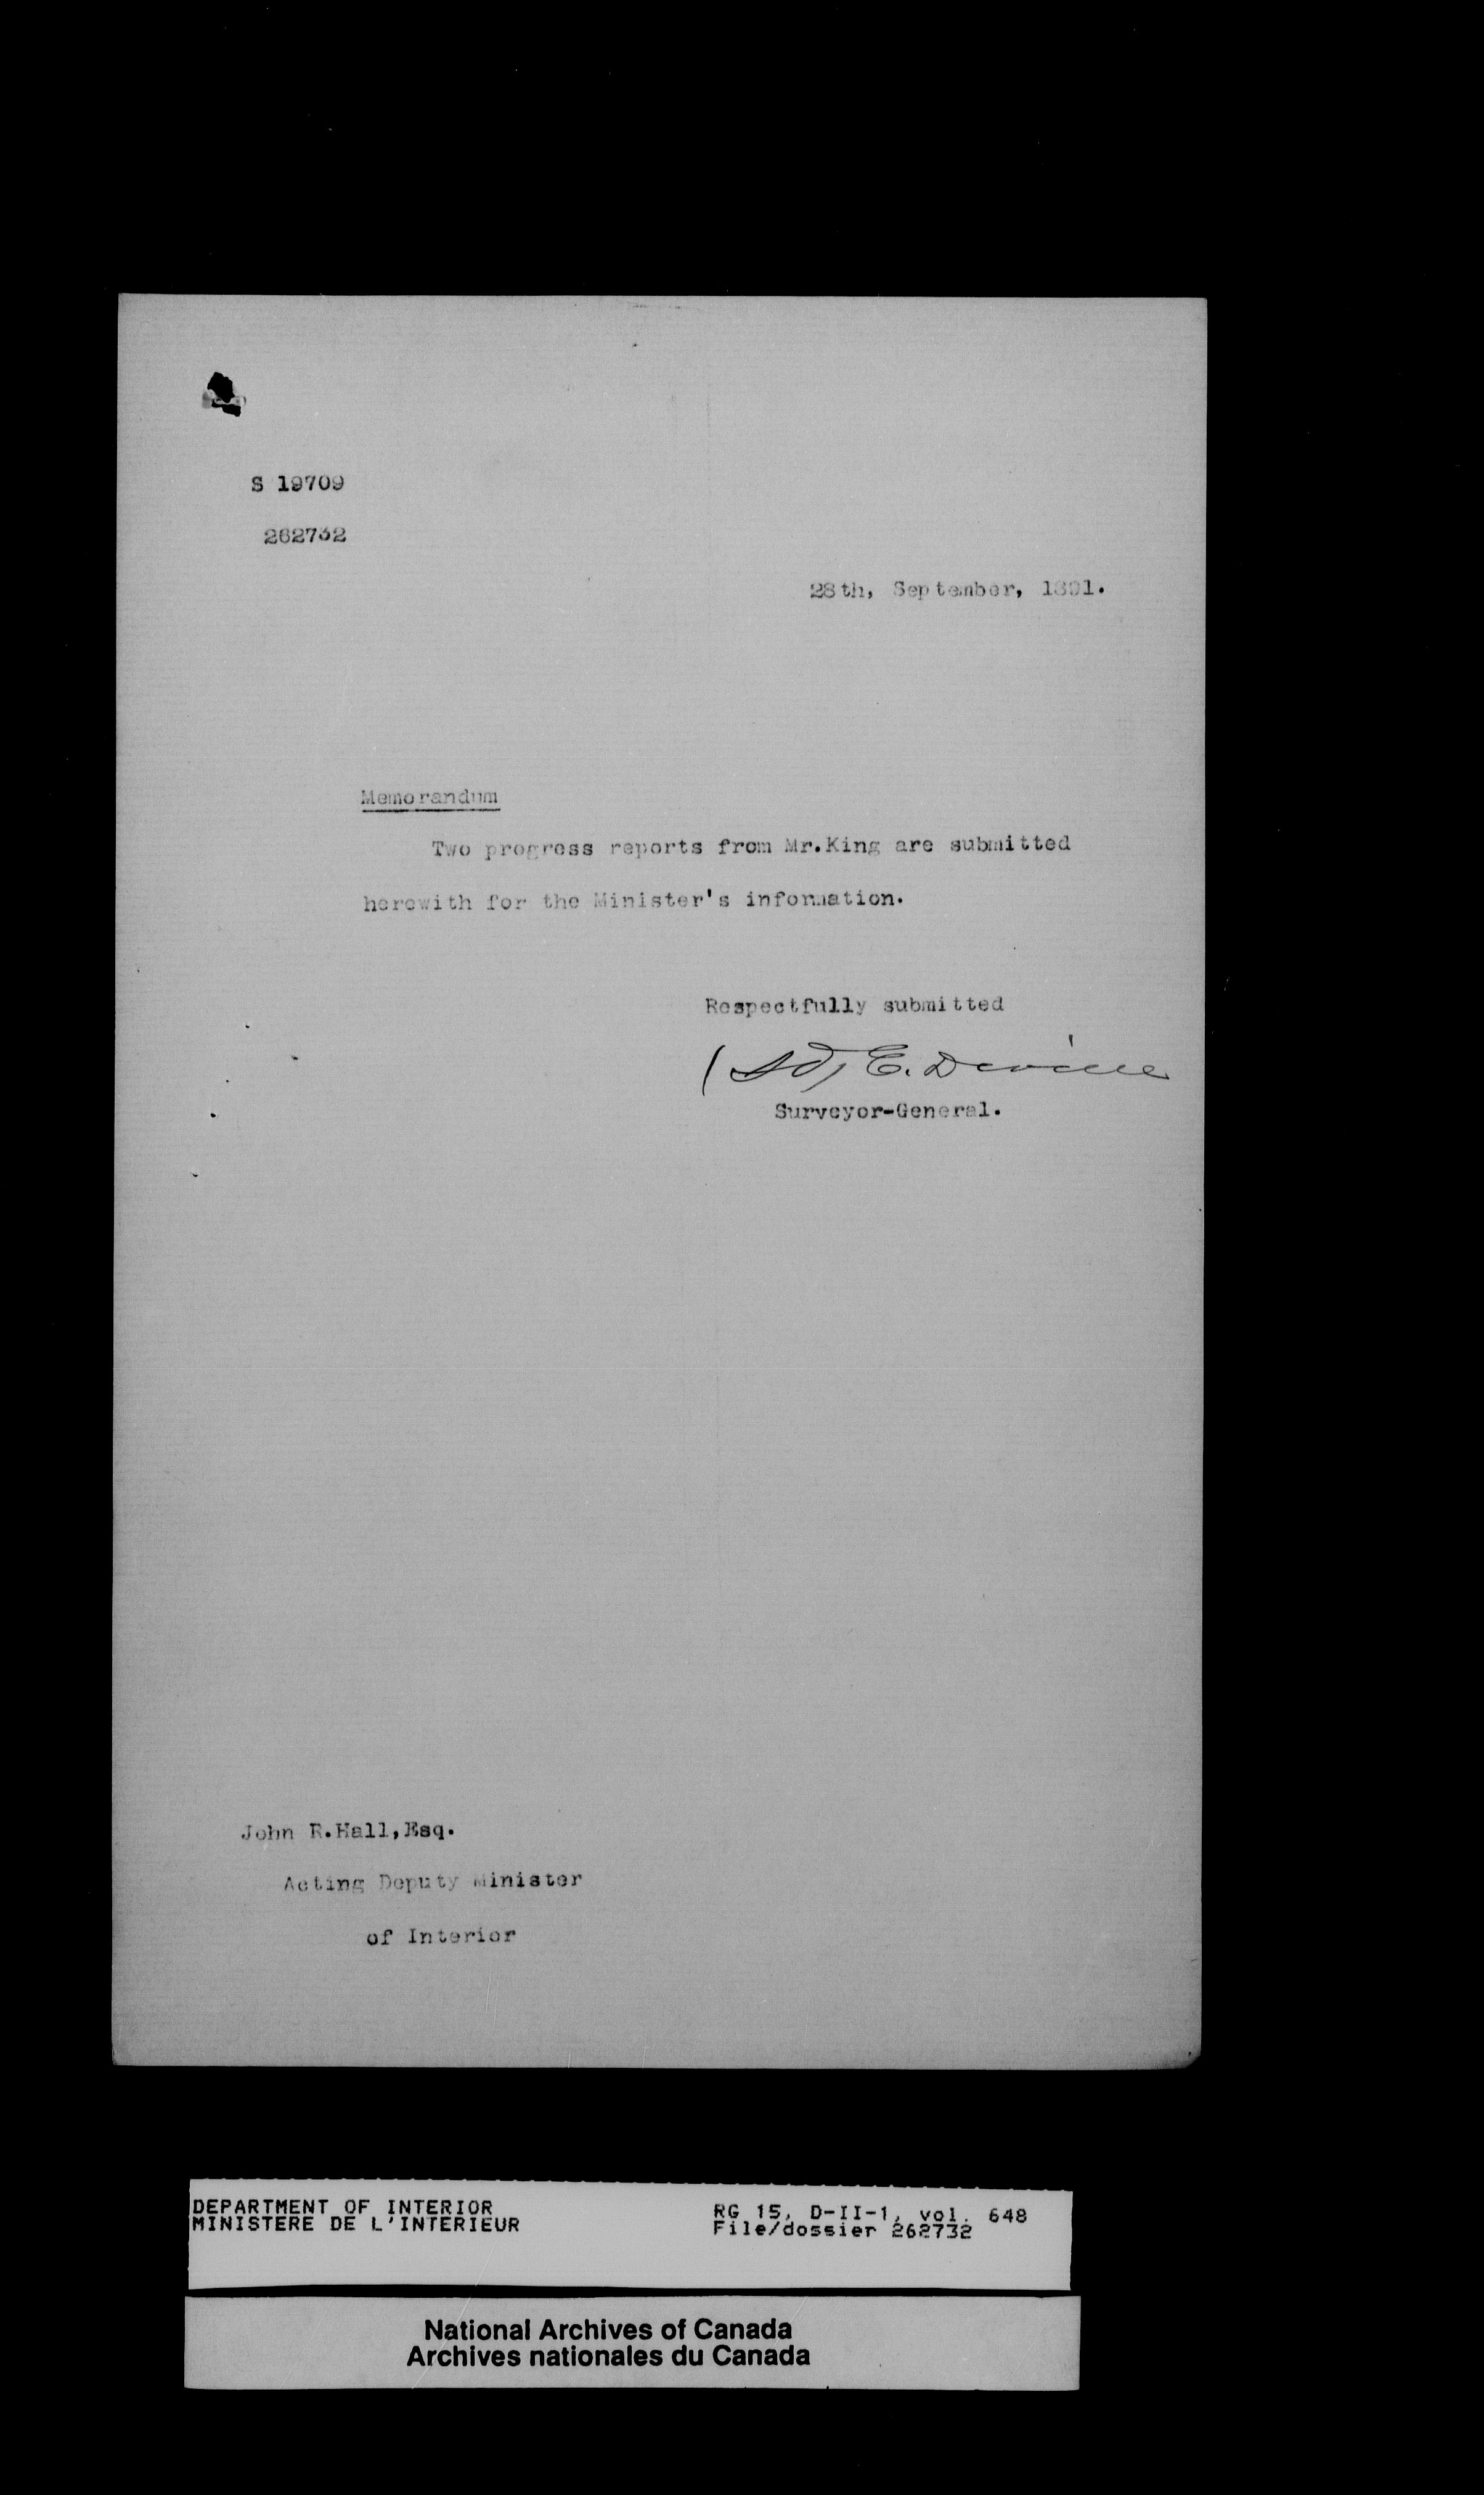 S 19709
262732
28th, September, 1891.
Memorandum
Two progress reports from Mr.King are submitted
herewith for the Minister's information.
Respectfully submitted
(Sd) E. Deville
Surveyor-General.
John R.Hall,Esq.
Acting Deputy Minister
of Interior
DEPARTMENT OF INTERIOR
MINISTERE DE L'INTERIEUR
RG 15, D-II-1, vol. 648
File/dossier 262732
National Archives of Canada
Archives nationales du Canada